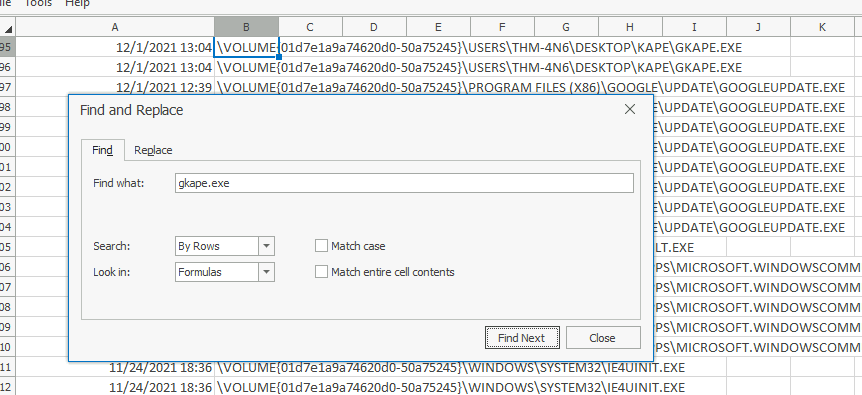 Tools Help
A B C D E F G H I J K
95 12/1/2021 13:04 \VOLUME{01d7e1a9a74620d0-50a75245}\USERS\THM-4N6\DESKTOP\KAPE\GKAPE.EXE
96 12/1/2021 13:04 \VOLUME{01d7e1a9a74620d0-50a75245}\USERS\THM-4N6\DESKTOP\KAPE\GKAPE.EXE
97 12/1/2021 12:39 \VOLUME{01d7e1a9a74620d0-50a75245}\PROGRAM FILES (X86)\GOOGLE\UPDATE\GOOGLEUPDATE.EXE
98 \UPDATE\GOOGLEUPDATE.EXE
99 \UPDATE\GOOGLEUPDATE.EXE
00 \UPDATE\GOOGLEUPDATE.EXE
01 \UPDATE\GOOGLEUPDATE.EXE
02 \UPDATE\GOOGLEUPDATE.EXE
03 \UPDATE\GOOGLEUPDATE.EXE
04 \UPDATE\GOOGLEUPDATE.EXE
05 LT.EXE
06 PS\MICROSOFT.WINDOWSCOMM
07 PS\MICROSOFT.WINDOWSCOMM
08 PS\MICROSOFT.WINDOWSCOMM
09 PS\MICROSOFT.WINDOWSCOMM
10 PS\MICROSOFT.WINDOWSCOMM
11 11/24/2021 18:36 \VOLUME{01d7e1a9a74620d0-50a75245}\WINDOWS\SYSTEM32\IE4UINIT.EXE
12 11/24/2021 18:36 \VOLUME{01d7e1a9a74620d0-50a75245}\WINDOWS\SYSTEM32\IE4UINIT.EXE
Find and Replace
Find Replace
Find what: gkape.exe
Search: By Rows Match case
Look in: Formulas Match entire cell contents
Find Next Close